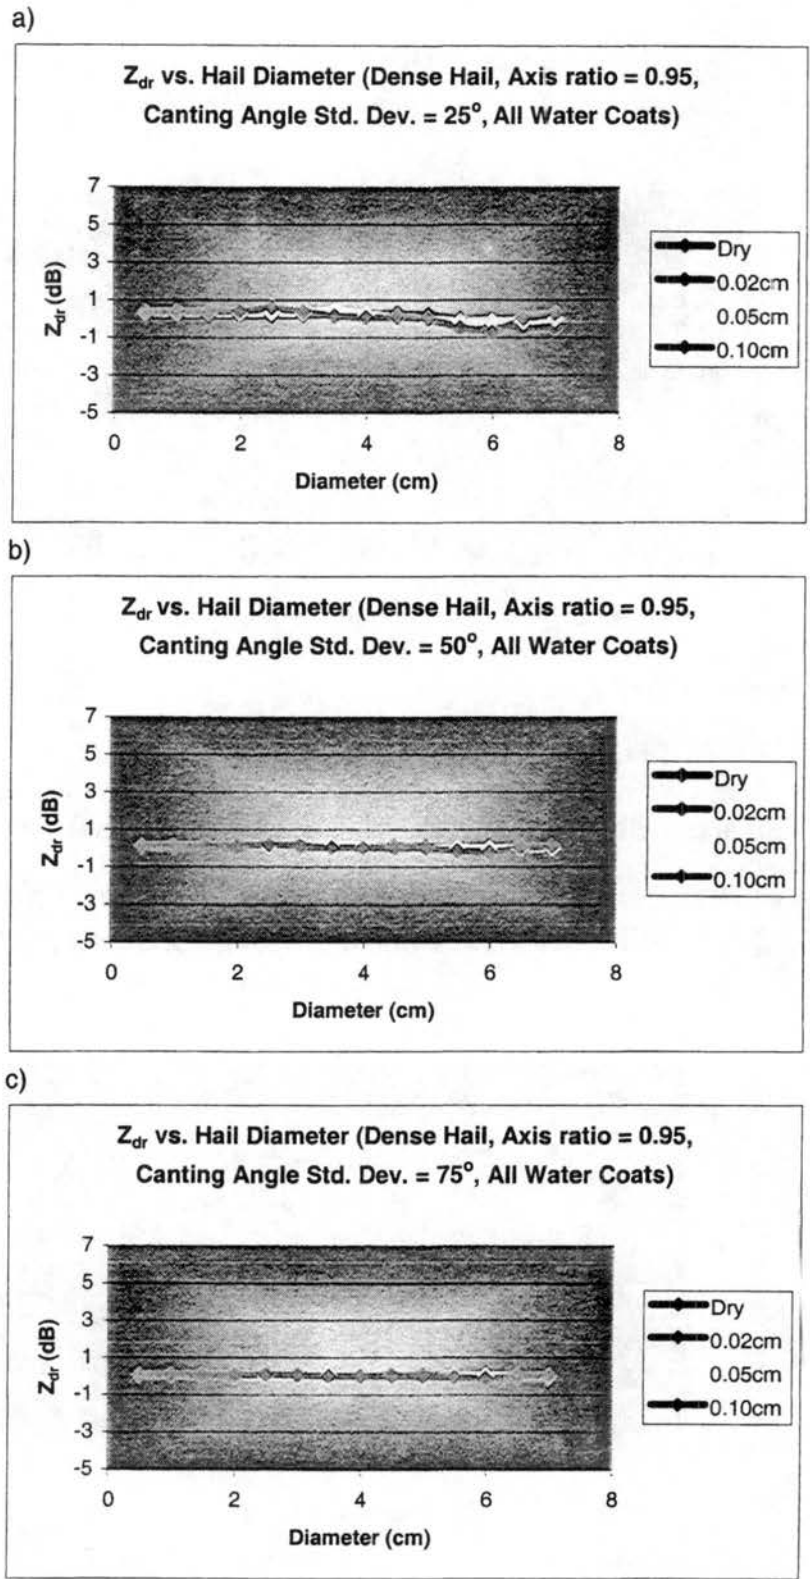 a)
Z_dr vs. Hail Diameter (Dense Hail, Axis ratio = 0.95,
Canting Angle Std. Dev. = 25°, All Water Coats)
7
5
3
1
-1
-3
-5
Z_dr (dB)
0 2 4 6 8
Diameter (cm)
Dry
0.02cm
0.05cm
0.10cm
b)
Z_dr vs. Hail Diameter (Dense Hail, Axis ratio = 0.95,
Canting Angle Std. Dev. = 50°, All Water Coats)
7
5
3
1
-1
-3
-5
Z_dr (dB)
0 2 4 6 8
Diameter (cm)
Dry
0.02cm
0.05cm
0.10cm
c)
Z_dr vs. Hail Diameter (Dense Hail, Axis ratio = 0.95,
Canting Angle Std. Dev. = 75°, All Water Coats)
7
5
3
1
-1
-3
-5
Z_dr (dB)
0 2 4 6 8
Diameter (cm)
Dry
0.02cm
0.05cm
0.10cm